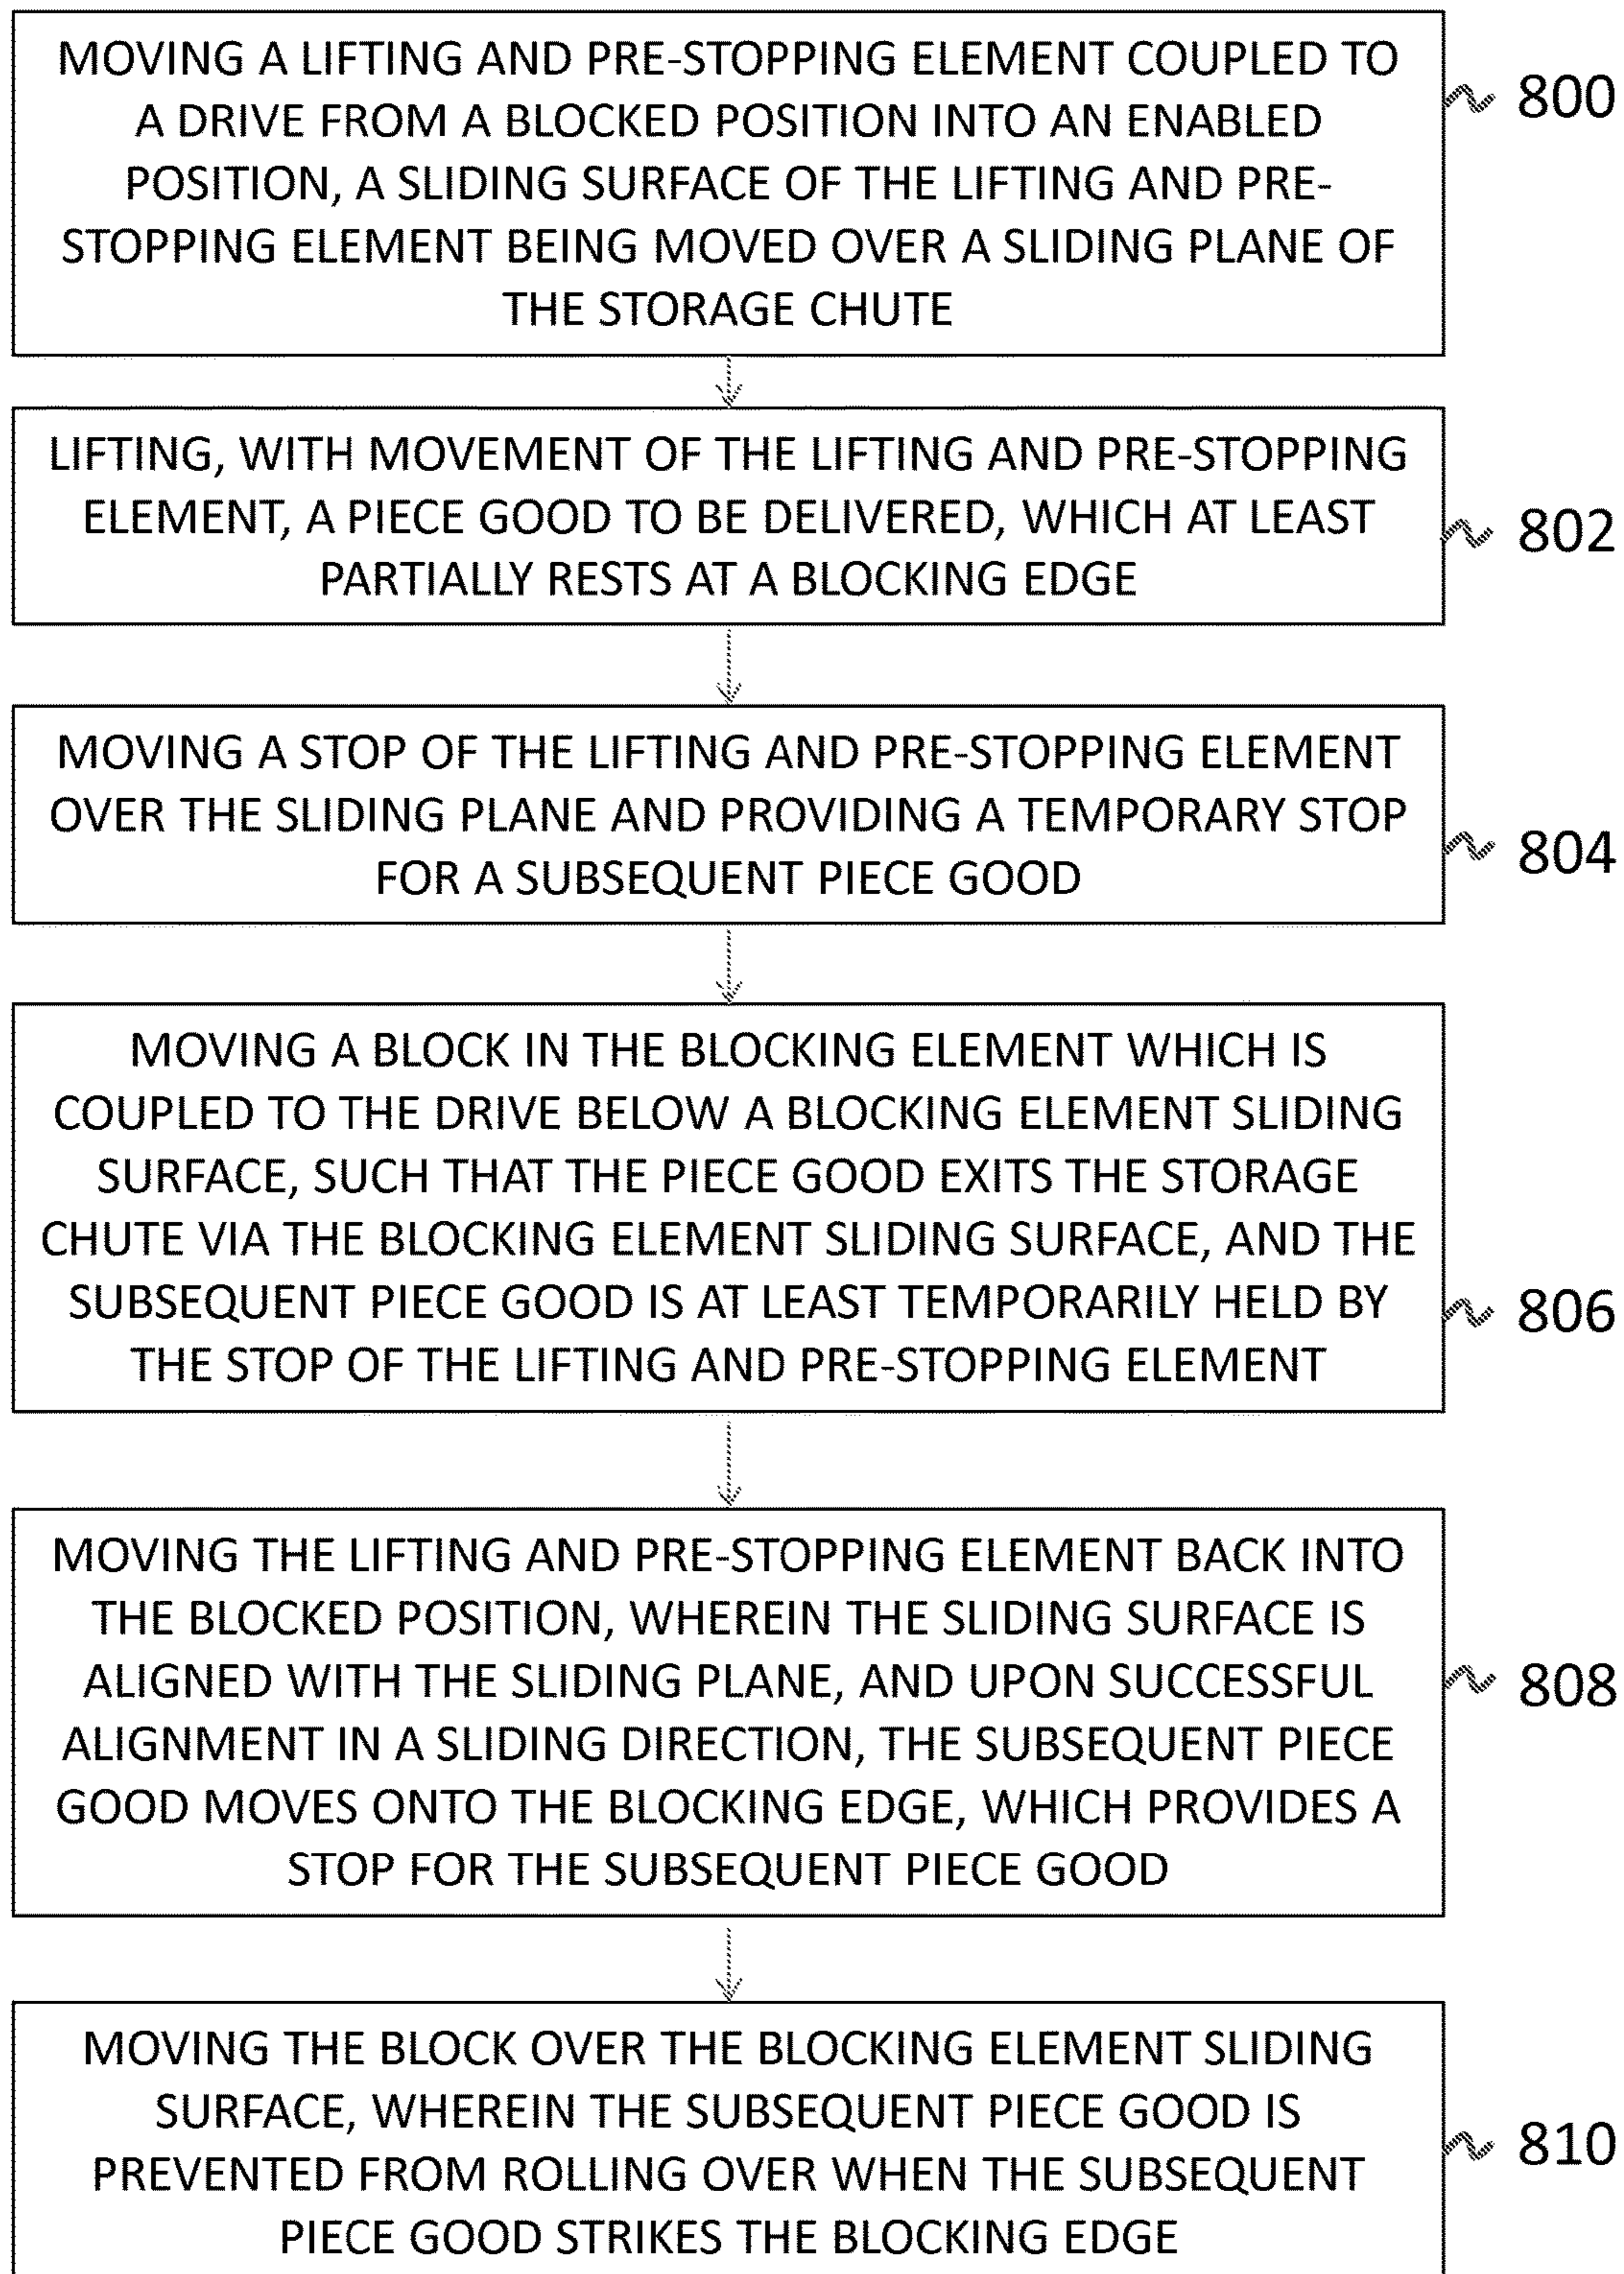 MOVING A LIFTING AND PRE-STOPPING ELEMENT COUPLED TO
A DRIVE FROM A BLOCKED POSITION INTO AN ENABLED
POSITION, A SLIDING SURFACE OF THE LIFTING AND PRE-
STOPPING ELEMENT BEING MOVED OVER A SLIDING PLANE OF
THE STORAGE CHUTE
800
LIFTING, WITH MOVEMENT OF THE LIFTING AND PRE-STOPPING
ELEMENT, A PIECE GOOD TO BE DELIVERED, WHICH AT LEAST
PARTIALLY RESTS AT A BLOCKING EDGE
802
MOVING A STOP OF THE LIFTING AND PRE-STOPPING ELEMENT
OVER THE SLIDING PLANE AND PROVIDING A TEMPORARY STOP
FOR A SUBSEQUENT PIECE GOOD
804
MOVING A BLOCK IN THE BLOCKING ELEMENT WHICH IS
COUPLED TO THE DRIVE BELOW A BLOCKING ELEMENT SLIDING
SURFACE, SUCH THAT THE PIECE GOOD EXITS THE STORAGE
CHUTE VIA THE BLOCKING ELEMENT SLIDING SURFACE, AND THE
SUBSEQUENT PIECE GOOD IS AT LEAST TEMPORARILY HELD BY
THE STOP OF THE LIFTING AND PRE-STOPPING ELEMENT
806
MOVING THE LIFTING AND PRE-STOPPING ELEMENT BACK INTO
THE BLOCKED POSITION, WHEREIN THE SLIDING SURFACE IS
ALIGNED WITH THE SLIDING PLANE, AND UPON SUCCESSFUL
ALIGNMENT IN A SLIDING DIRECTION, THE SUBSEQUENT PIECE
GOOD MOVES ONTO THE BLOCKING EDGE, WHICH PROVIDES A
STOP FOR THE SUBSEQUENT PIECE GOOD
808
MOVING THE BLOCK OVER THE BLOCKING ELEMENT SLIDING
SURFACE, WHEREIN THE SUBSEQUENT PIECE GOOD IS
PREVENTED FROM ROLLING OVER WHEN THE SUBSEQUENT
PIECE GOOD STRIKES THE BLOCKING EDGE
810